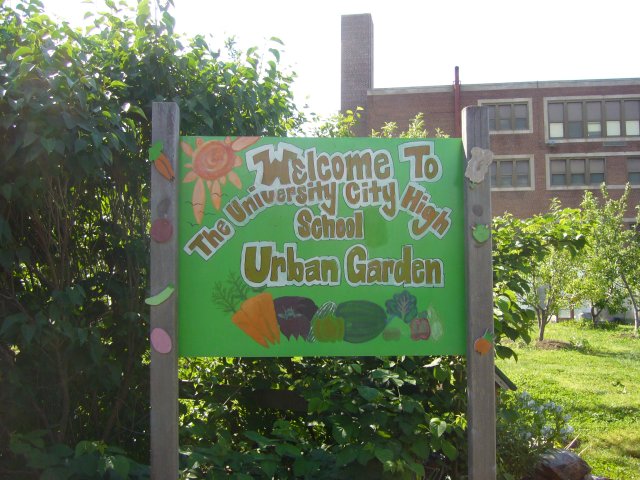 Welcome To
The University City High
School
Urban Garden